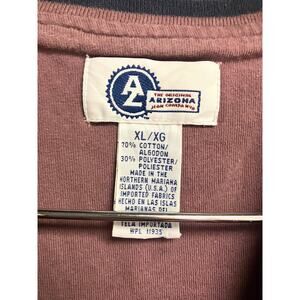 AZ
THE ORIGINAL
ARIZONA
JEAN COMPANY
XL/XG
70% COTTON/
ALGODON
30% POLYESTER/
POLIESTER
MADE IN THE
NORTHERN MARIANA
ISLANDS (U.S.A.) OF
IMPORTED FABRICS
HECHO EN LAS ISLAS
MARIANAS DEL
TELA IMPORTADA
WPL 11935